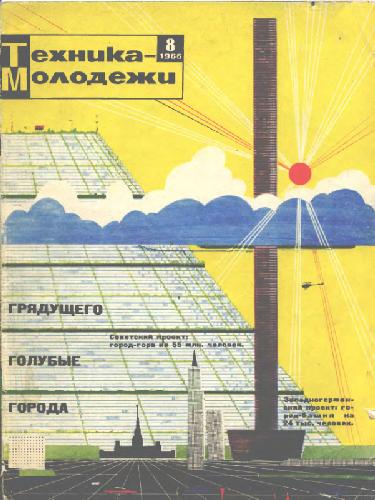 Техника-
Молодежи
8
1966
ГРЯДУЩЕГО
Советский проект:
город-гора на 55 млн. человек.
ГОЛУБЫЕ
ГОРОДА
Западногерман-
ский проект: го-
род-башня на
24 тыс. человек.